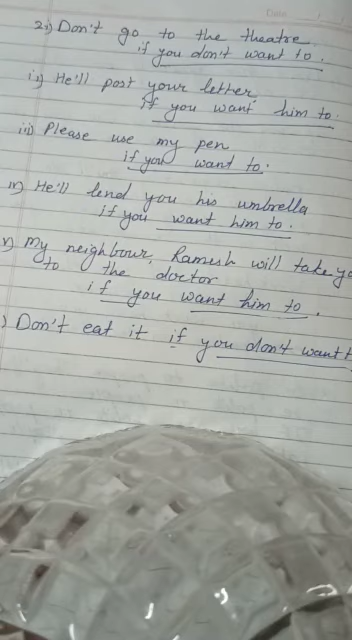 Date
2.i) Don't go to the theatre
if you don't want to.
ii) He'll post your letter
if you want him to.
iii) Please use my pen
if you want to.
iv) He'll lend you his umbrella
if you want him to.
v) My neighbour, Ramesh will take
to the doctor
if you want him to.
) Don't eat it if you don't want